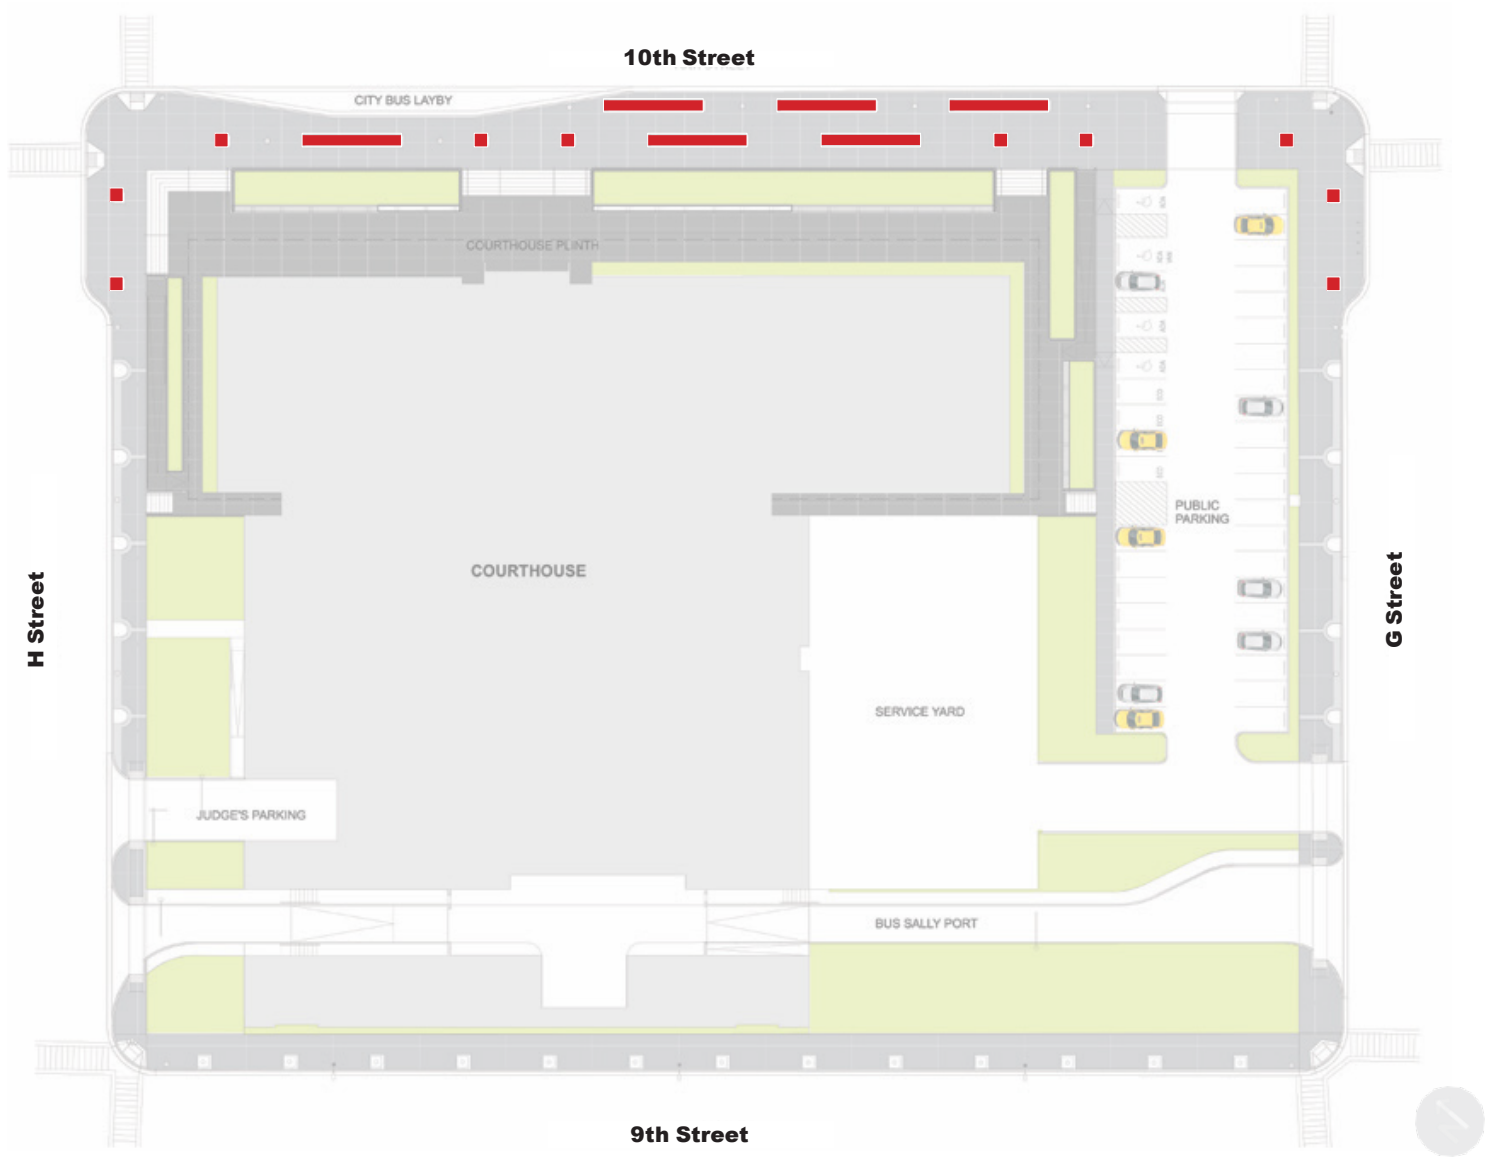 10th Street
CITY BUS LAYBY
COURTHOUSE PLINTH
PUBLIC
PARKING
COURTHOUSE
H Street
G Street
SERVICE YARD
JUDGE'S PARKING
BUS SALLY PORT
9th Street